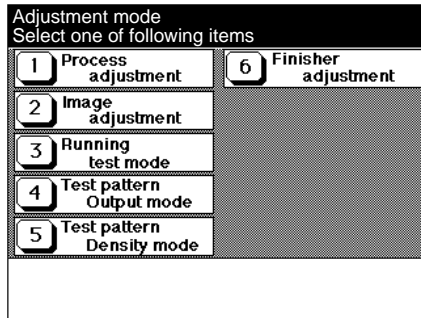 Adjustment mode
Select one of following items
1 Process
adjustment
2 Image
adjustment
3 Running
test mode
4 Test pattern
Output mode
5 Test pattern
Density mode
6 Finisher
adjustment